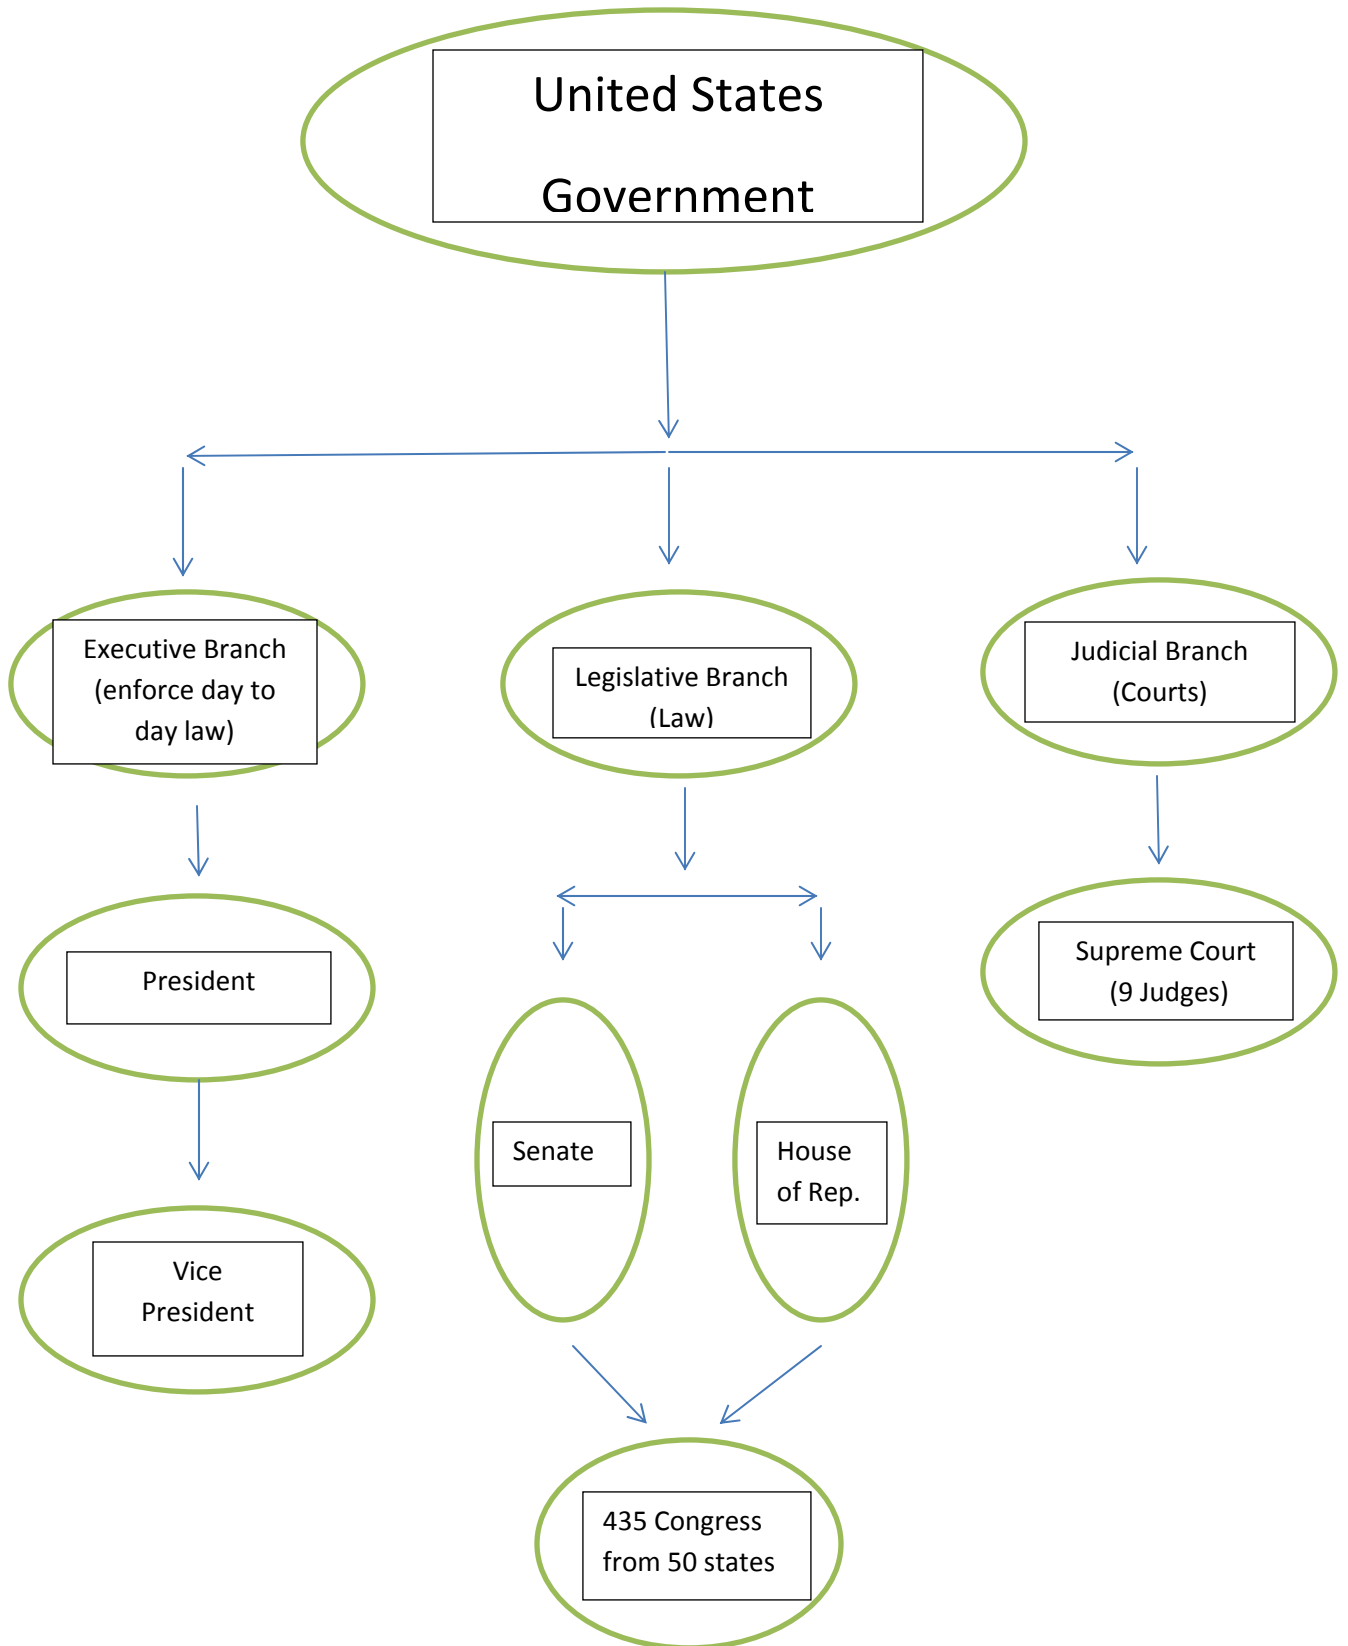 United States
Government
Executive Branch
(enforce day to
day law)
Legislative Branch
(Law)
Judicial Branch
(Courts)
President
Supreme Court
(9 Judges)
Senate
House
of Rep.
Vice
President
435 Congress
from 50 states